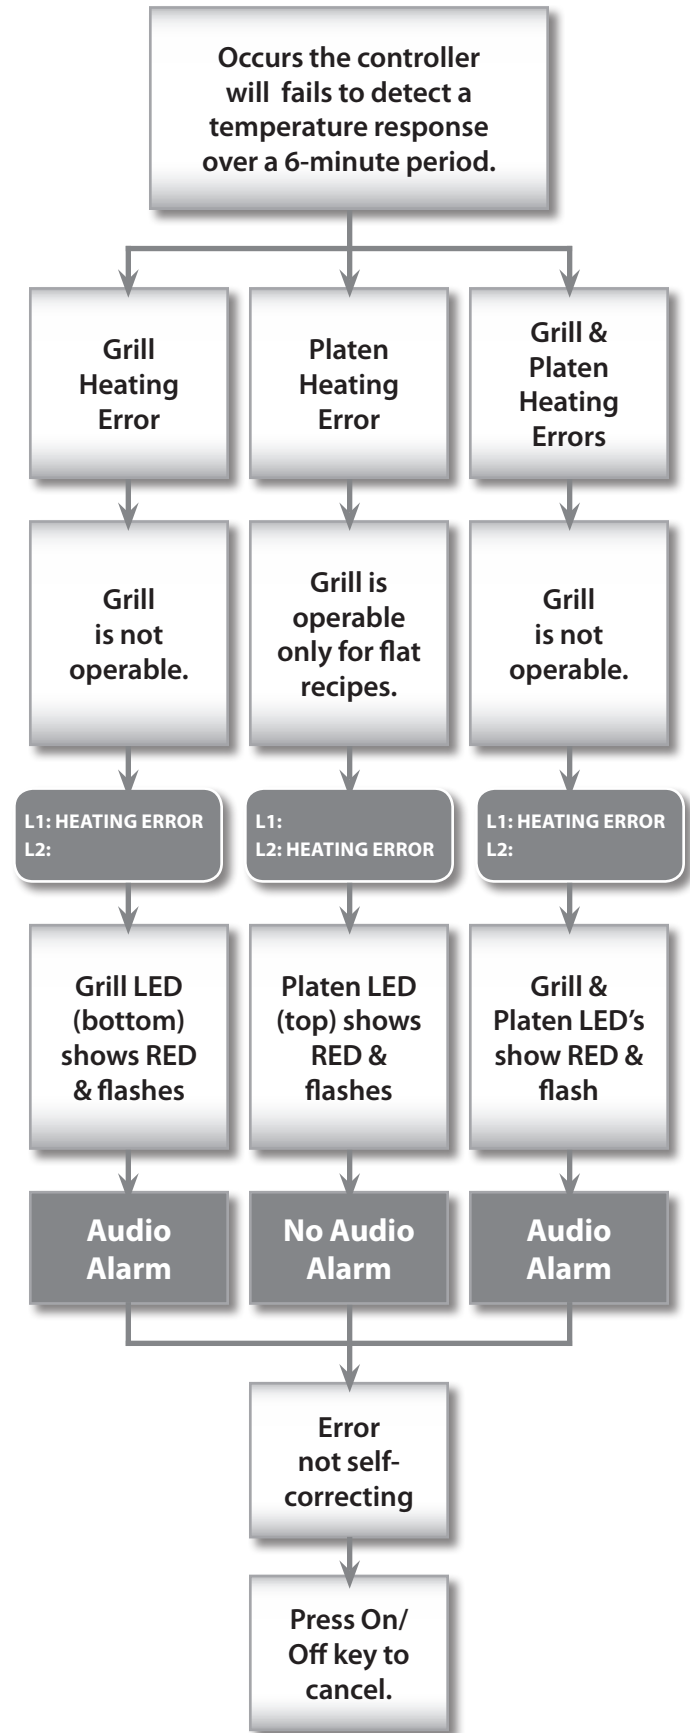 Occurs the controller
will fails to detect a
temperature response
over a 6-minute period.
Grill
Heating
Error
Platen
Heating
Error
Grill &
Platen
Heating
Errors
Grill
is not
operable.
Grill is
operable
only for flat
recipes.
Grill
is not
operable.
L1: HEATING ERROR
L2:
L1:
L2: HEATING ERROR
L1: HEATING ERROR
L2:
Grill LED
(bottom)
shows RED
& flashes
Platen LED
(top) shows
RED &
flashes
Grill &
Platen LED’s
show RED &
flash
Audio
Alarm
No Audio
Alarm
Audio
Alarm
Error
not self-
correcting
Press On/
Off key to
cancel.